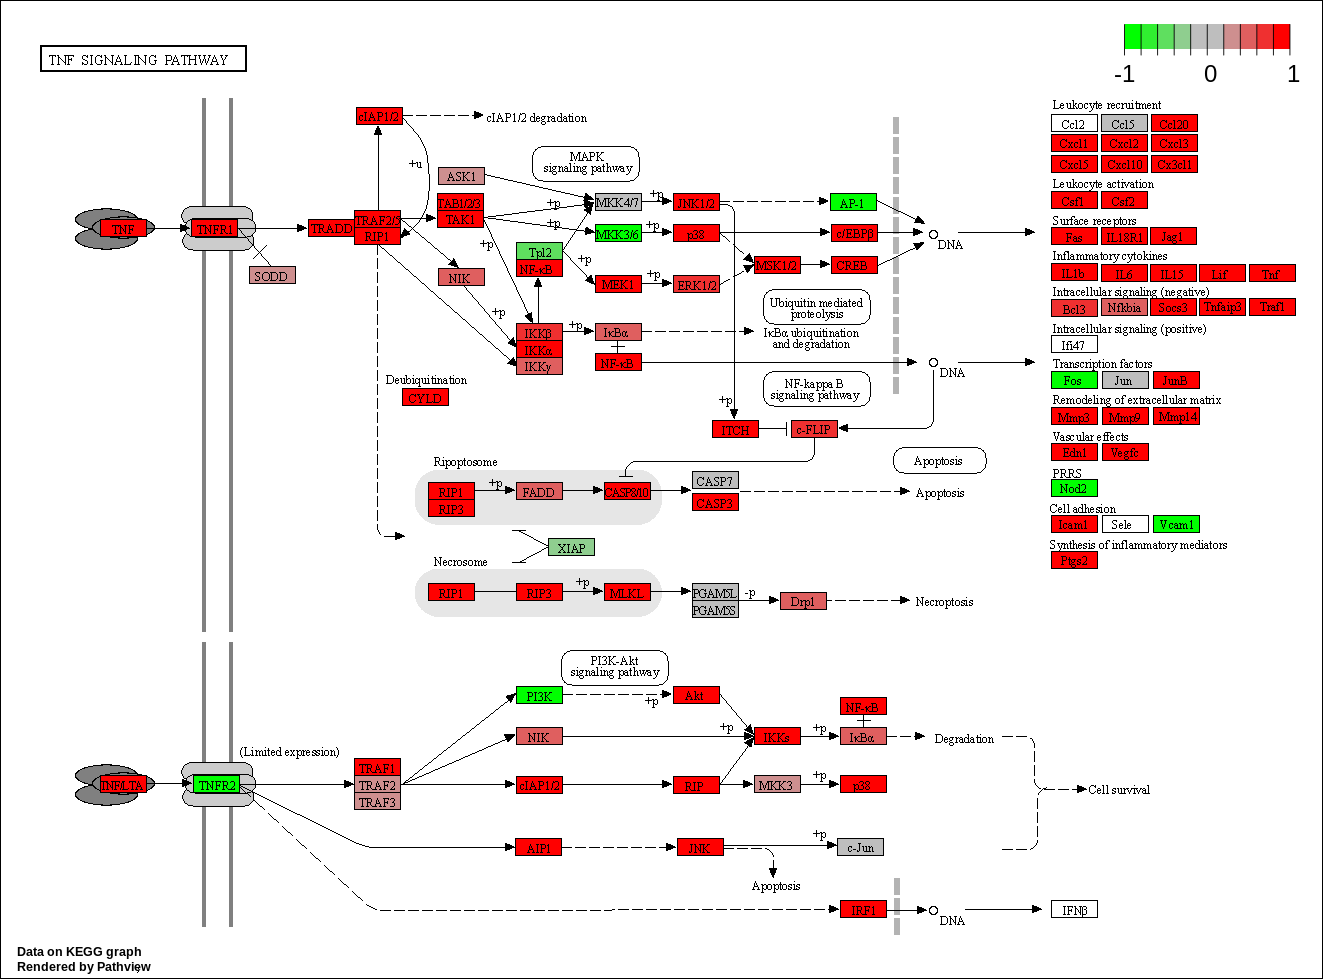 TNF SIGNALING PATHWAY
-1 0 1
cIAP1/2
cIAP1/2 degradation
+u
MAPK
signaling pathway
ASK1
TAB1/2/3
TAK1
+p
+p
+p
MKK4/7
+p
JNK1/2
AP-1
TNF
TNFR1
TRADD
TRAF2/5
RIP1
MKK3/6
+p
p38
c/EBPβ
DNA
SODD
Tpl2
NF-κB
+p
NIK
MEK1
+p
ERK1/2
MSK1/2
CREB
+p
Ubiquitin mediated
proteolysis
IKKβ
IKKα
IKKγ
+p
IκBα
NF-κB
IκBα ubiquitination
and degradation
DNA
Deubiquitination
CYLD
NF-kappa B
signaling pathway
+p
ITCH
c-FLIP
Ripoptosome
RIP1
RIP3
+p
FADD
CASP8/10
CASP7
CASP3
Apoptosis
Apoptosis
XIAP
Necrosome
RIP1
RIP3
+p
MLKL
PGAM5L
PGAM5S
-p
Drp1
Necroptosis
Leukocyte recruitment
Ccl2 Ccl5 Ccl20
Cxcl1 Cxcl2 Cxcl3
Cxcl5 Cxcl10 Cx3cl1
Leukocyte activation
Csf1 Csf2
Surface receptors
Fas IL18R1 Jag1
Inflammatory cytokines
IL1b IL6 IL15 Lif Tnf
Intracellular signaling (negative)
Bcl3 Nfkbia Socs3 Tnfaip3 Traf1
Intracellular signaling (positive)
Ifi47
Transcription factors
Fos Jun JunB
Remodeling of extracellular matrix
Mmp3 Mmp9 Mmp14
Vascular effects
Edn1 Vegfc
PRRS
Nod2
Cell adhesion
Icam1 Sele Vcam1
Synthesis of inflammatory mediators
Ptgs2
PI3K-Akt
signaling pathway
PI3K
+p
Akt
NF-κB
NIK
+p
IKKs
+p
IκBα
Degradation
(Limited expression)
TNF/LTA
TNFR2
TRAF1
TRAF2
TRAF3
cIAP1/2
RIP
MKK3
+p
p38
Cell survival
AIP1
JNK
+p
c-Jun
Apoptosis
IRF1
DNA
IFNβ
Data on KEGG graph
Rendered by Pathview